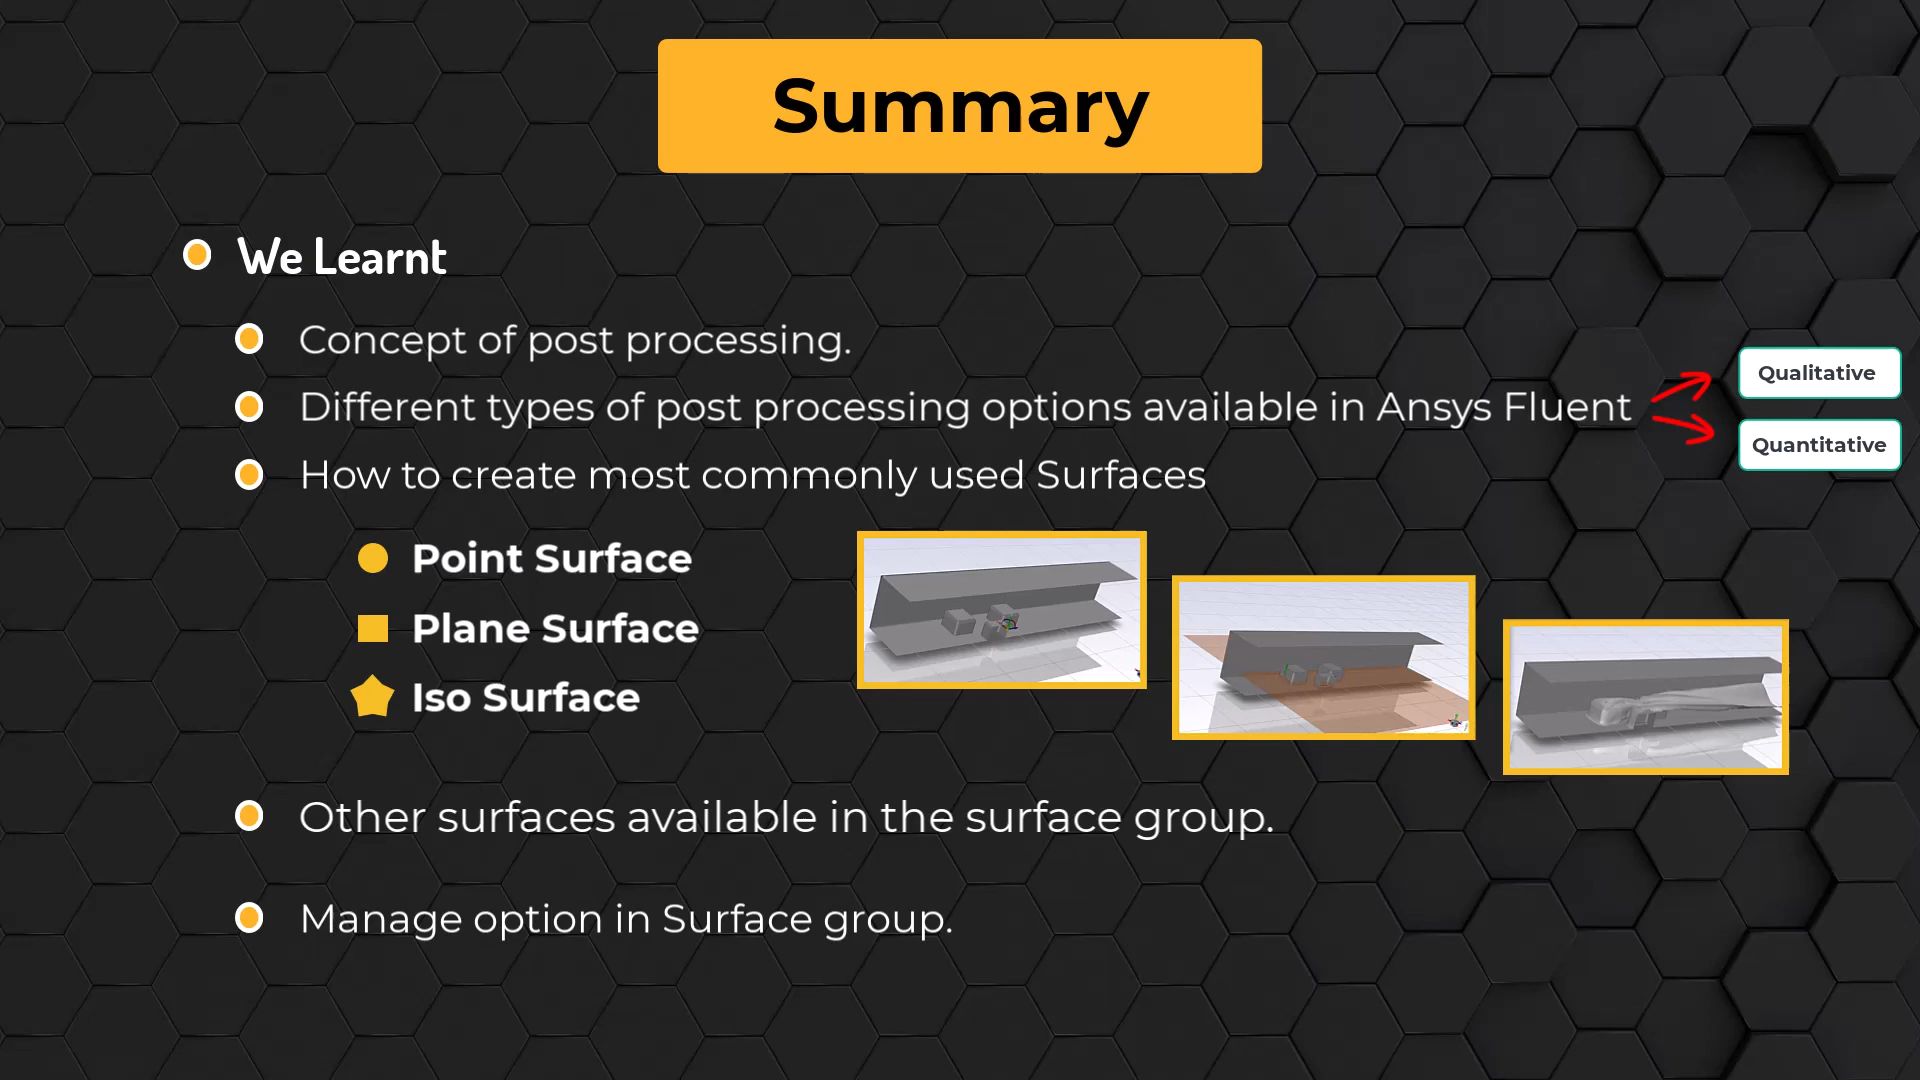 Summary
We Learnt
Concept of post processing.
Different types of post processing options available in Ansys Fluent
Qualitative
Quantitative
How to create most commonly used Surfaces
Point Surface
Plane Surface
Iso Surface
Other surfaces available in the surface group.
Manage option in Surface group.